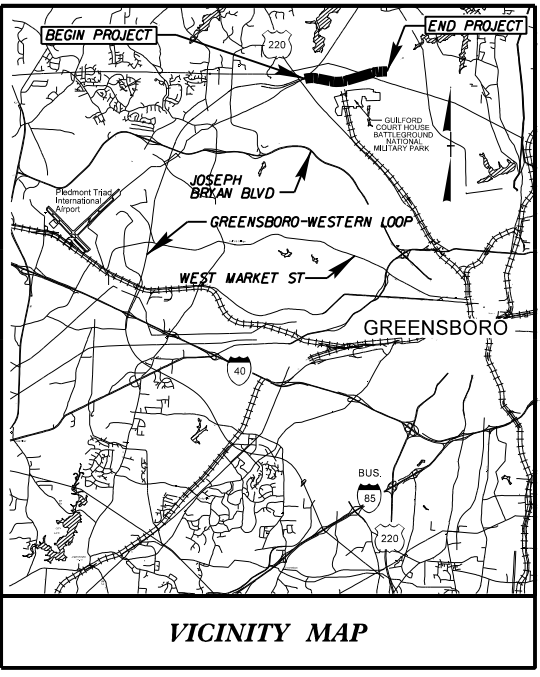 BEGIN PROJECT
END PROJECT
220
GUILFORD
COURT HOUSE
BATTLEGROUND
NATIONAL
MILITARY PARK
JOSEPH
BRYAN BLVD
Piedmont Triad
International
Airport
GREENSBORO-WESTERN LOOP
WEST MARKET ST
GREENSBORO
40
BUS.
85
220
VICINITY MAP